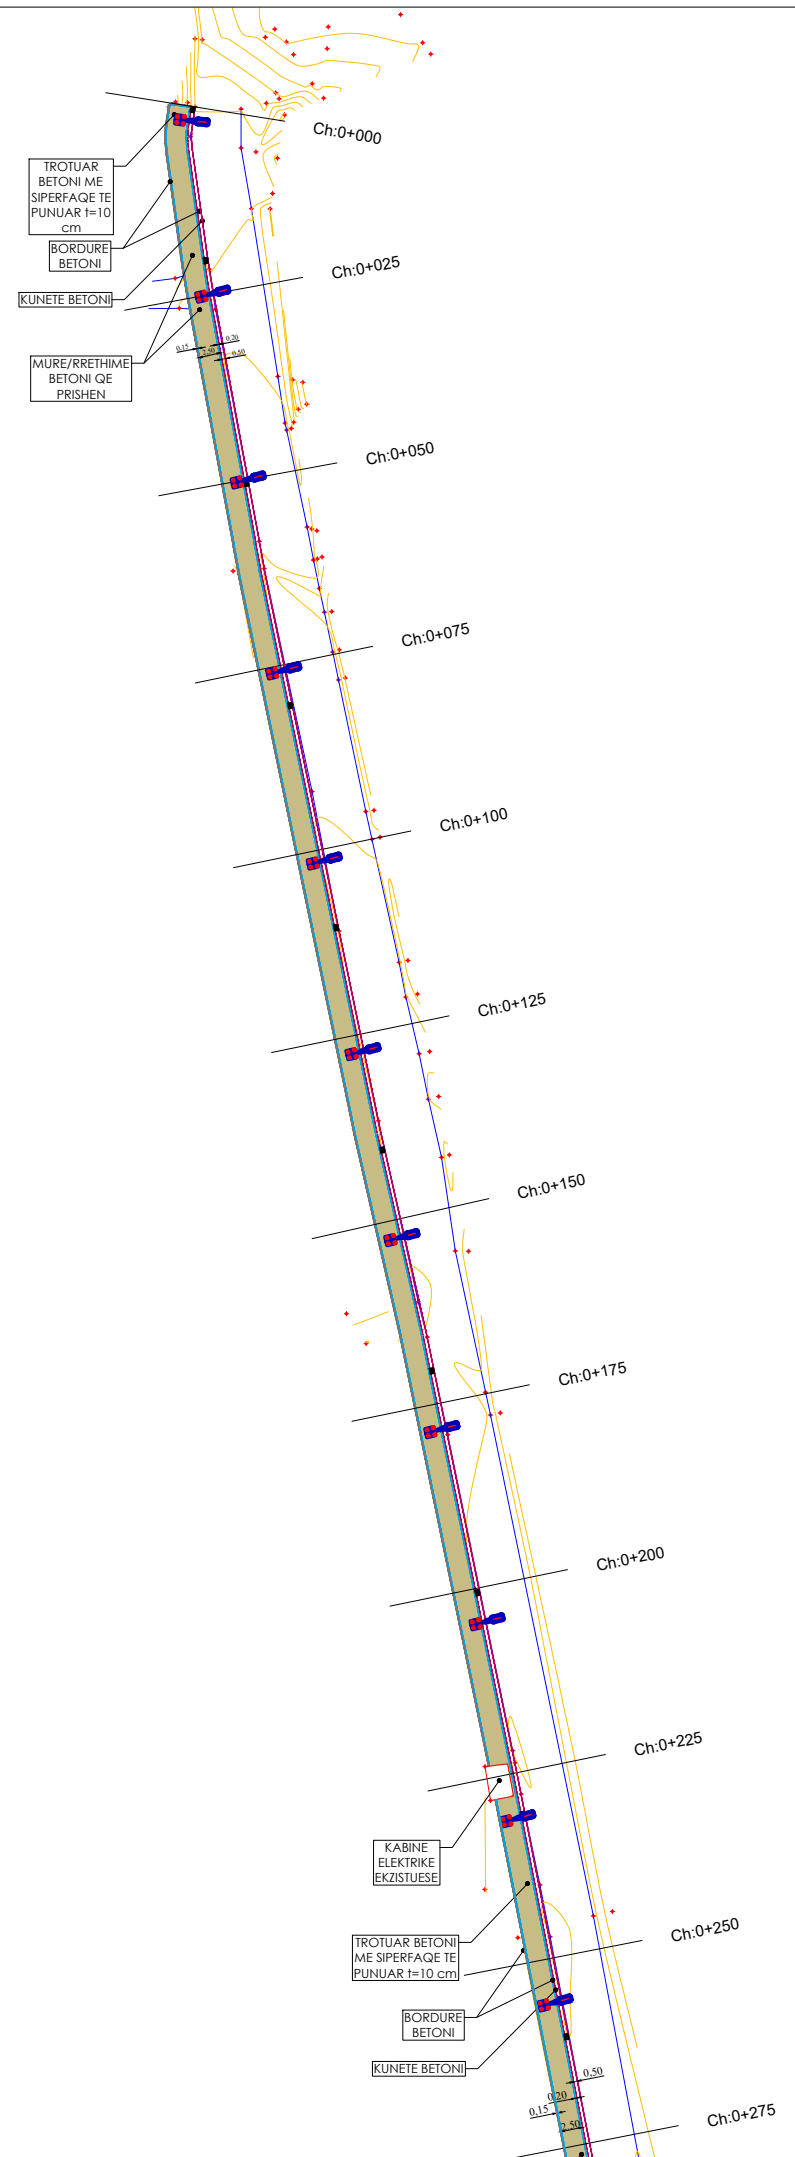 Ch:0+000
TROTUAR
BETONI ME
SIPERFAQE TE
PUNUAR t=10
cm
BORDURE
BETONI
KUNETE BETONI
Ch:0+025
MURE/RRETHIME
BETONI QE
PRISHEN
0.15
2.50
0.20
0.50
Ch:0+050
Ch:0+075
Ch:0+100
Ch:0+125
Ch:0+150
Ch:0+175
Ch:0+200
Ch:0+225
KABINE
ELEKTRIKE
EKZISTUESE
TROTUAR BETONI
ME SIPERFAQE TE
PUNUAR t=10 cm
Ch:0+250
BORDURE
BETONI
KUNETE BETONI
0.50
0.20
0.15
2.50
Ch:0+275